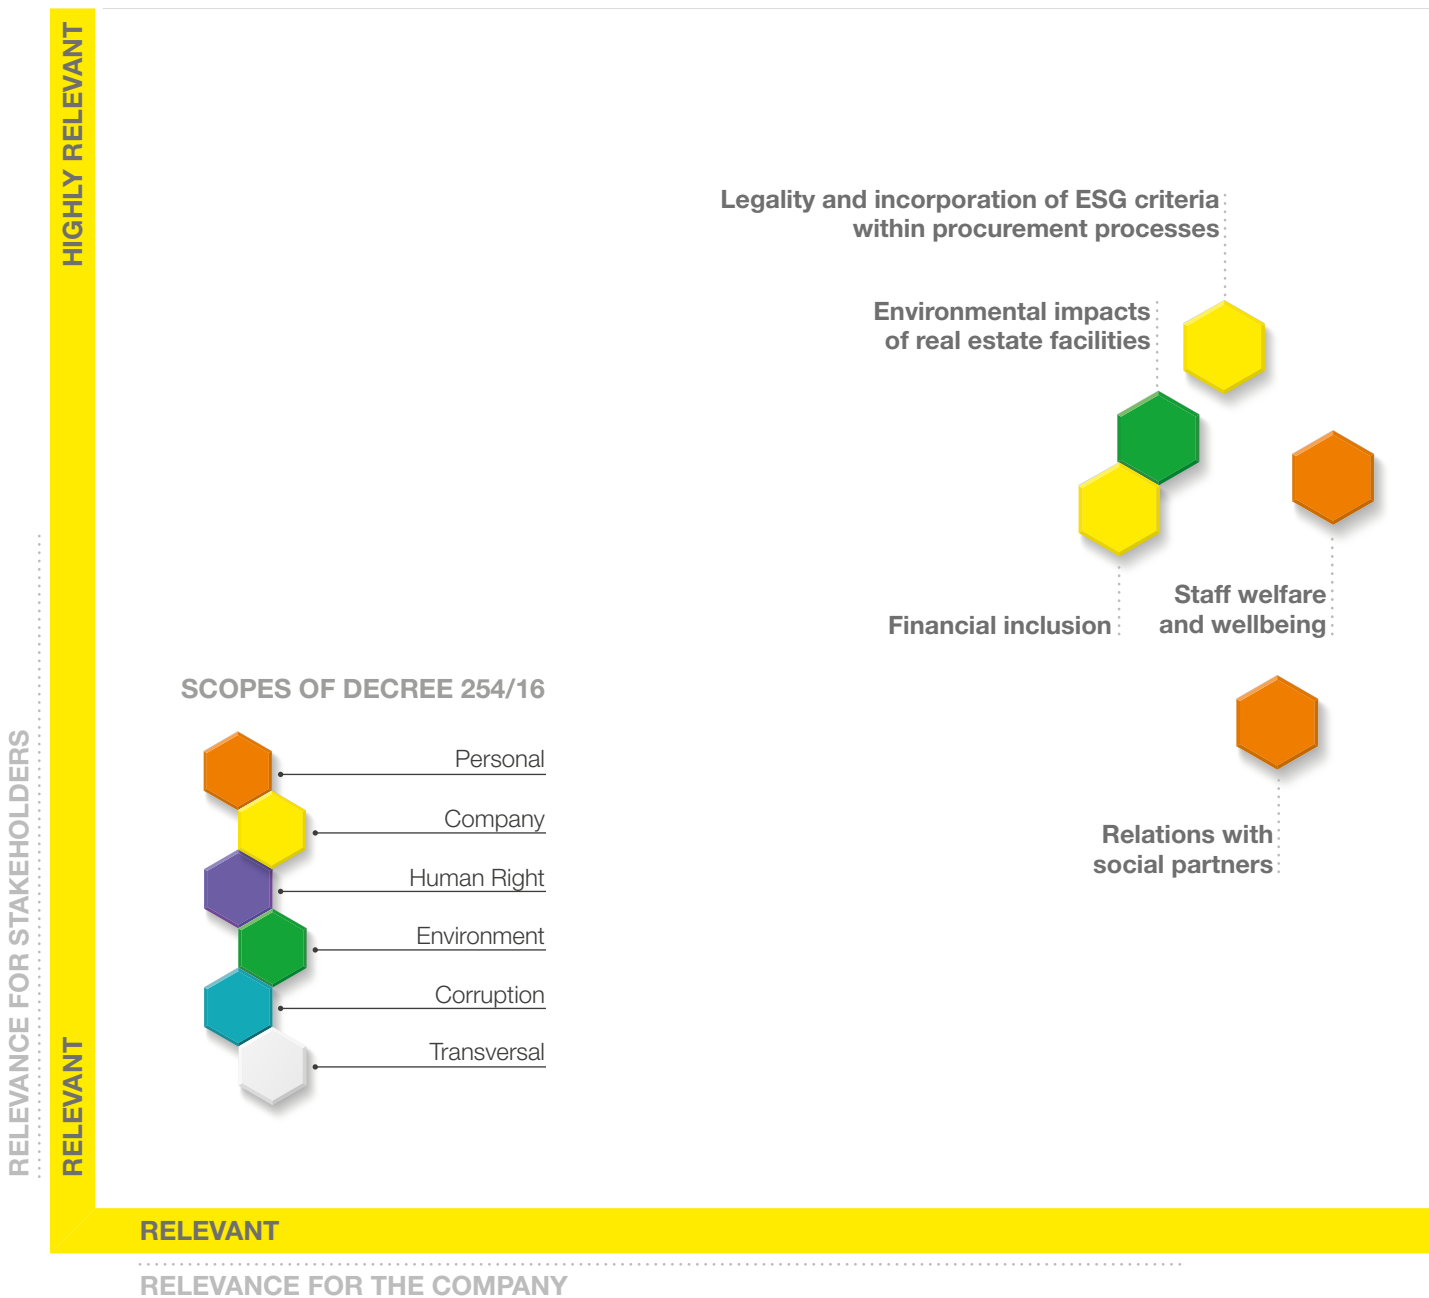 HIGHLY RELEVANT
Legality and incorporation of ESG criteria
within procurement processes
Environmental impacts
of real estate facilities
Staff welfare
and wellbeing
Financial inclusion
SCOPES OF DECREE 254/16
Personal
Company
Human Right
Environment
Corruption
Transversal
Relations with
social partners
RELEVANCE FOR STAKEHOLDERS
RELEVANT
RELEVANT
RELEVANCE FOR THE COMPANY